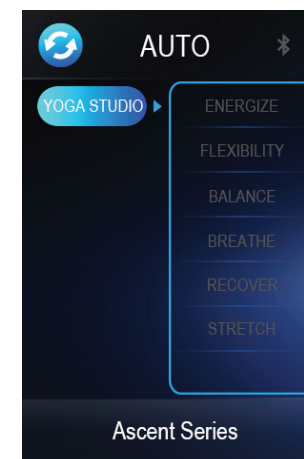 AUTO
YOGA STUDIO
ENERGIZE
FLEXIBILITY
BALANCE
BREATHE
RECOVER
STRETCH
Ascent Series